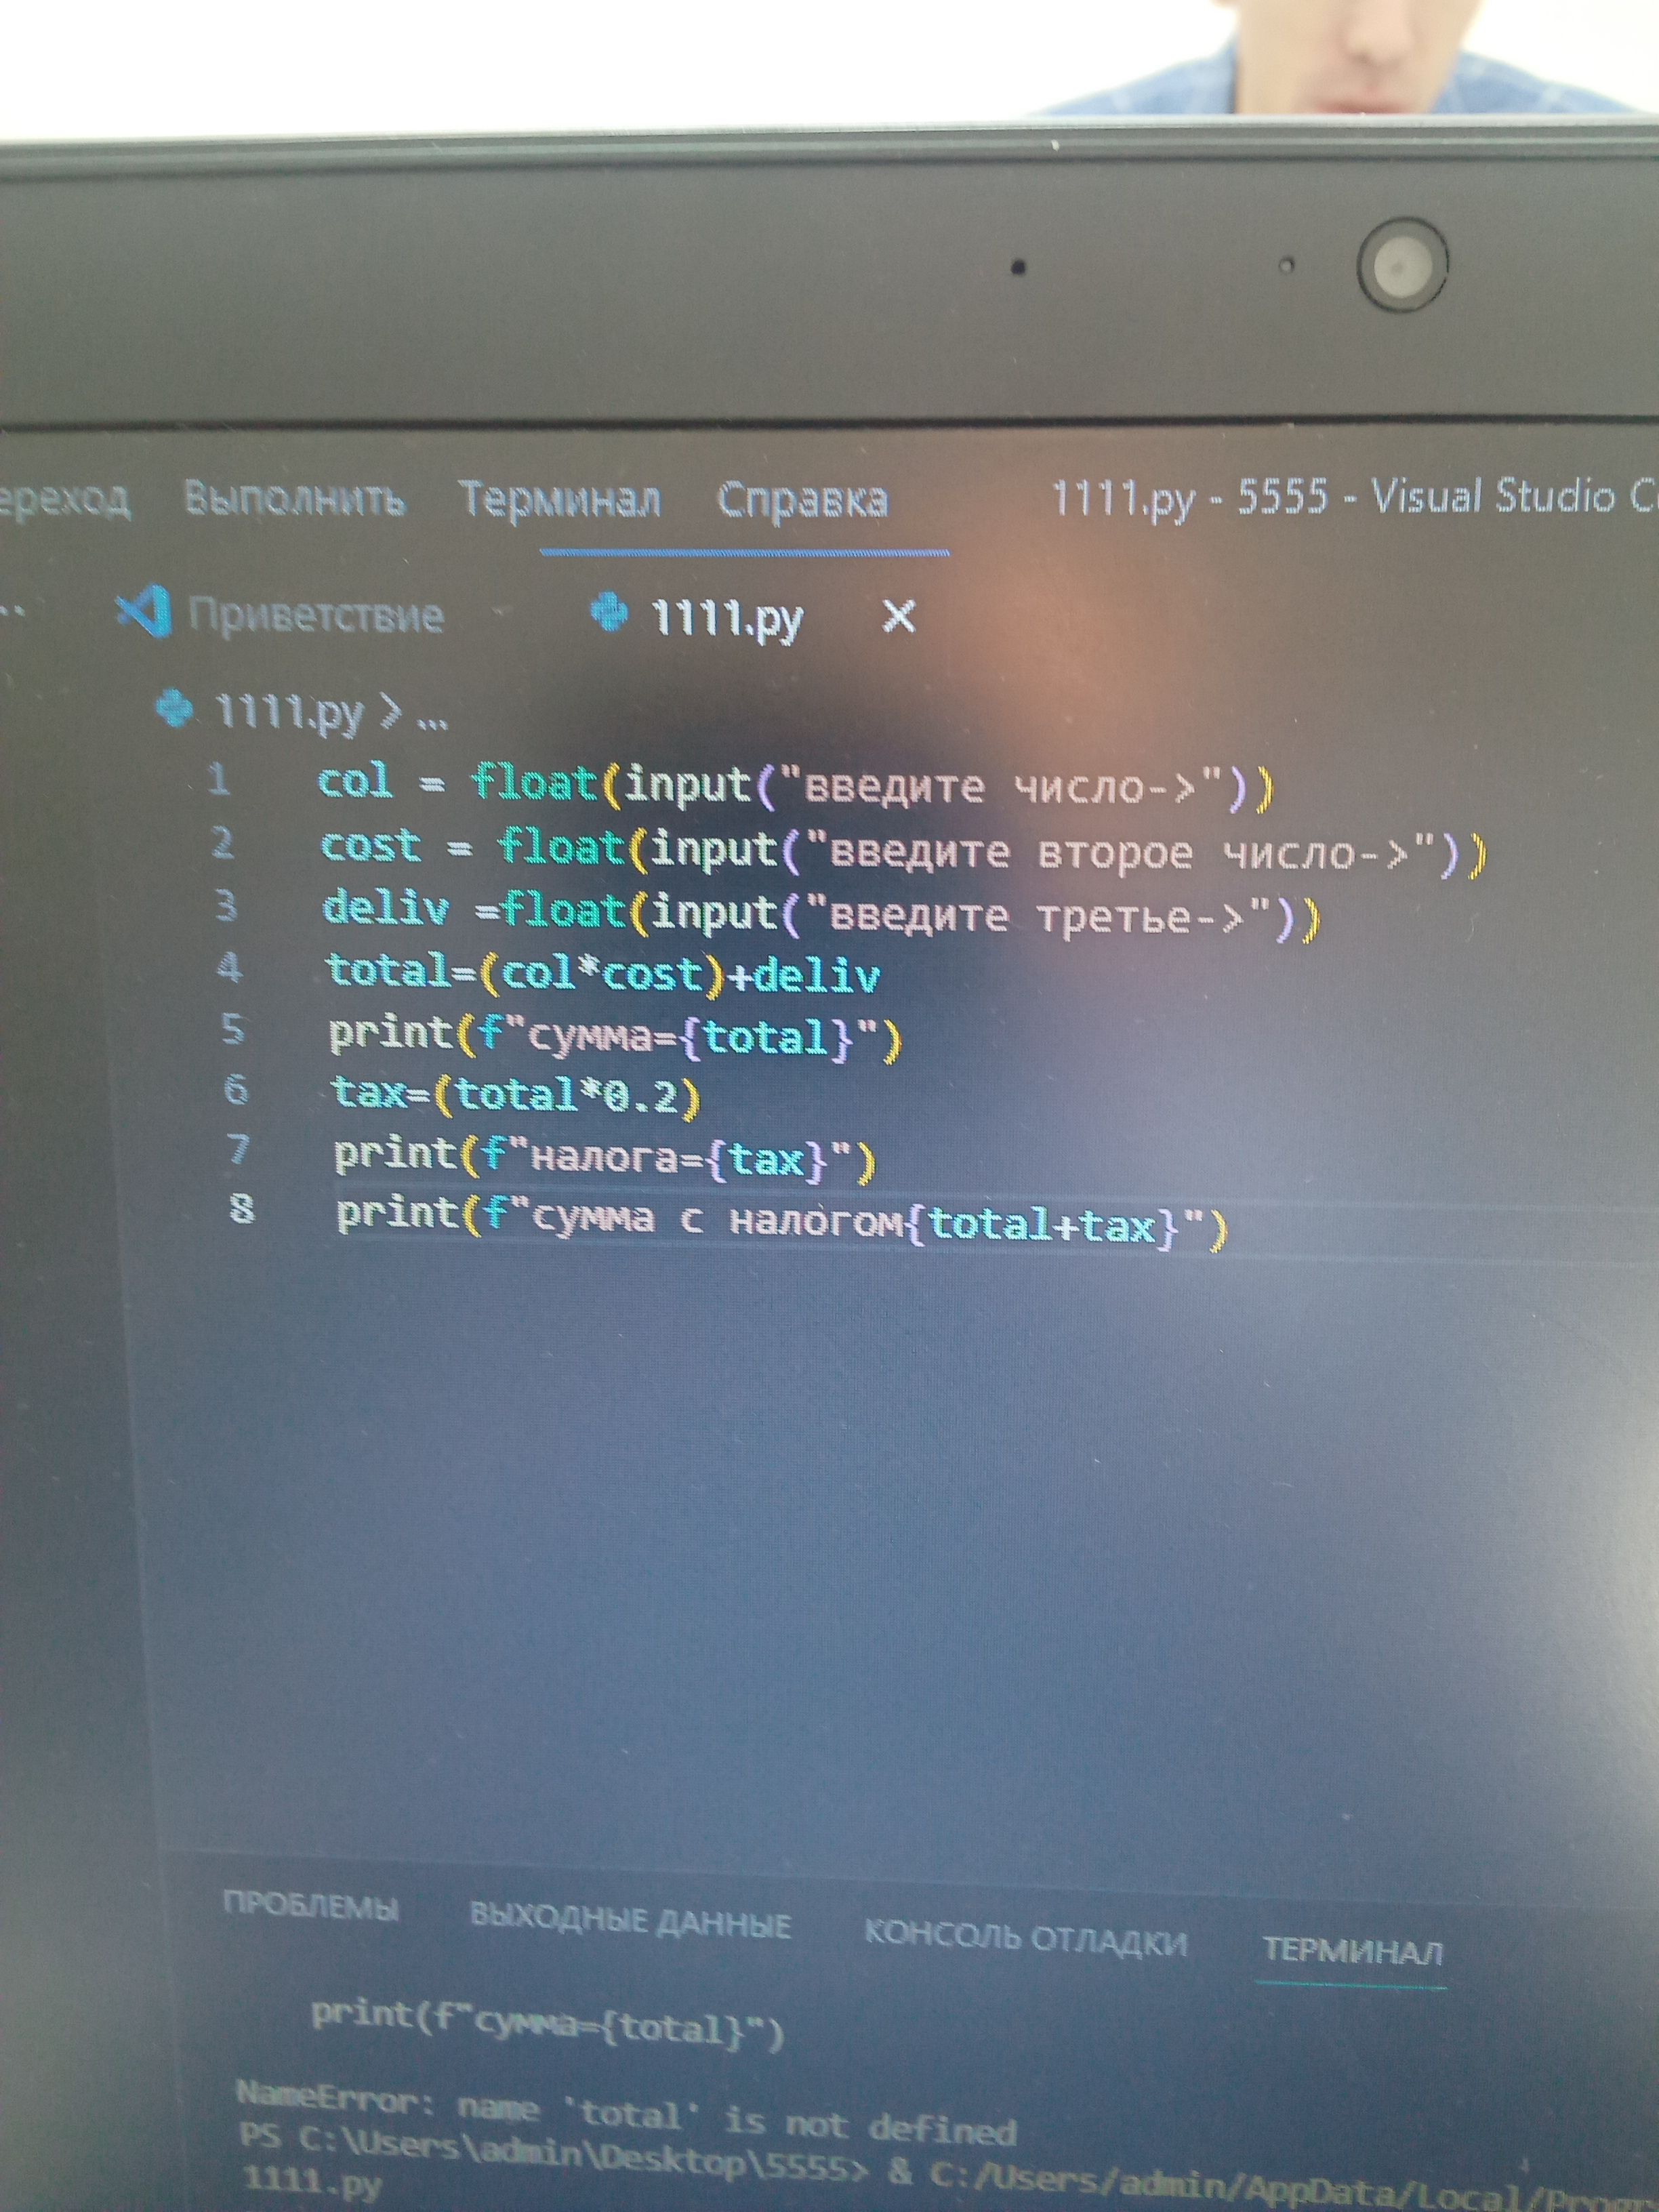 Выполнить Терминал Справка 1111.py - 5555 - Visual Studio
Приветствие 1111.py
1111.py > ...
1 col = float(input("введите число->"))
2 cost = float(input("введите второе число->"))
3 deliv =float(input("введите третье->"))
4 total=(col*cost)+deliv
5 print(f"сумма={total}")
6 tax=(total*0.2)
7 print(f"налога={tax}")
8 print(f"сумма с налогом{total+tax}")
ПРОБЛЕМЫ ВЫХОДНЫЕ ДАННЫЕ КОНСОЛЬ ОТЛАДКИ ТЕРМИНАЛ
print(f"сумма={total}")
NameError: name 'total' is not defined
PS C:\Users\admin\Desktop\5555> & C:/Users/admin/AppData/Local/
1111.py